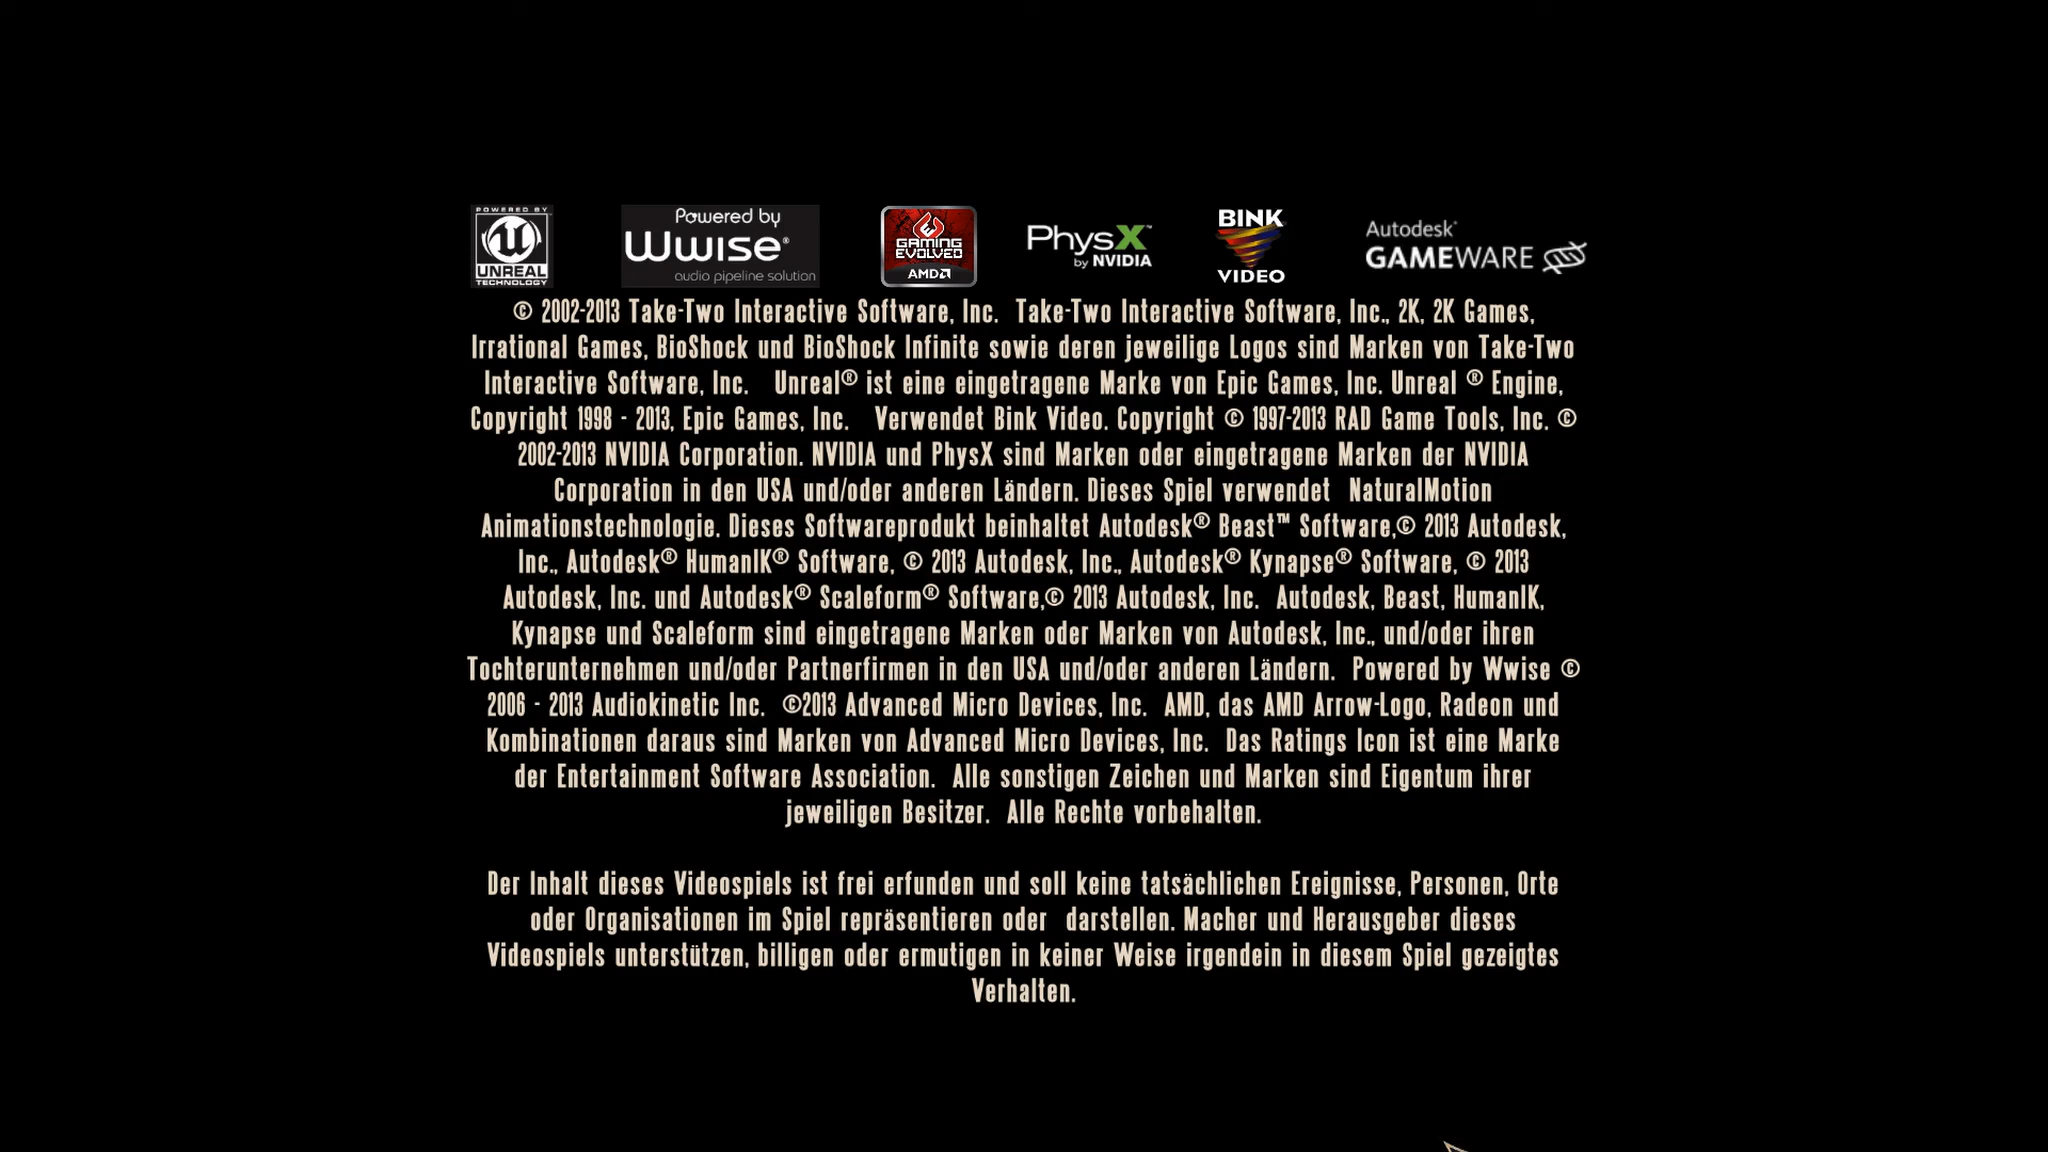 POWERED BY
UNREAL
TECHNOLOGY
Powered by
Wwise®
audio pipeline solution
GAMING
EVOLVED
AMD
PhysX™
by NVIDIA
BINK
VIDEO
Autodesk®
GAMEWARE
© 2002-2013 Take-Two Interactive Software, Inc.  Take-Two Interactive Software, Inc., 2K, 2K Games,
Irrational Games, BioShock und BioShock Infinite sowie deren jeweilige Logos sind Marken von Take-Two
Interactive Software, Inc.   Unreal® ist eine eingetragene Marke von Epic Games, Inc. Unreal ® Engine,
Copyright 1998 - 2013, Epic Games, Inc.   Verwendet Bink Video. Copyright © 1997-2013 RAD Game Tools, Inc. ©
2002-2013 NVIDIA Corporation. NVIDIA und PhysX sind Marken oder eingetragene Marken der NVIDIA
Corporation in den USA und/oder anderen Ländern. Dieses Spiel verwendet  NaturalMotion
Animationstechnologie. Dieses Softwareprodukt beinhaltet Autodesk® Beast™ Software,© 2013 Autodesk,
Inc., Autodesk® HumanIK® Software, © 2013 Autodesk, Inc., Autodesk® Kynapse® Software, © 2013
Autodesk, Inc. und Autodesk® Scaleform® Software,© 2013 Autodesk, Inc.  Autodesk, Beast, HumanIK,
Kynapse und Scaleform sind eingetragene Marken oder Marken von Autodesk, Inc., und/oder ihren
Tochterunternehmen und/oder Partnerfirmen in den USA und/oder anderen Ländern.  Powered by Wwise ©
2006 - 2013 Audiokinetic Inc.  ©2013 Advanced Micro Devices, Inc.  AMD, das AMD Arrow-Logo, Radeon und
Kombinationen daraus sind Marken von Advanced Micro Devices, Inc.  Das Ratings Icon ist eine Marke
der Entertainment Software Association.  Alle sonstigen Zeichen und Marken sind Eigentum ihrer
jeweiligen Besitzer.  Alle Rechte vorbehalten.
Der Inhalt dieses Videospiels ist frei erfunden und soll keine tatsächlichen Ereignisse, Personen, Orte
oder Organisationen im Spiel repräsentieren oder  darstellen. Macher und Herausgeber dieses
Videospiels unterstützen, billigen oder ermutigen in keiner Weise irgendein in diesem Spiel gezeigtes
Verhalten.